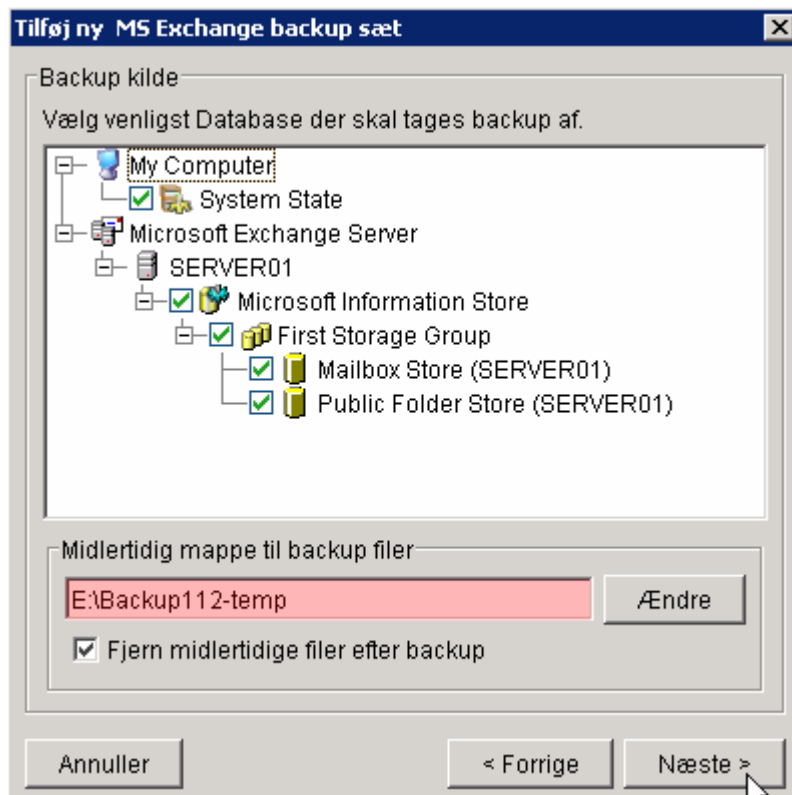 Tilføj ny MS Exchange backup sæt
Backup kilde
Vælg venligst Database der skal tages backup af.
My Computer
System State
Microsoft Exchange Server
SERVER01
Microsoft Information Store
First Storage Group
Mailbox Store (SERVER01)
Public Folder Store (SERVER01)
Midlertidig mappe til backup filer
E:\Backup112-temp
Ændre
Fjern midlertidige filer efter backup
Annuller
< Forrige
Næste >